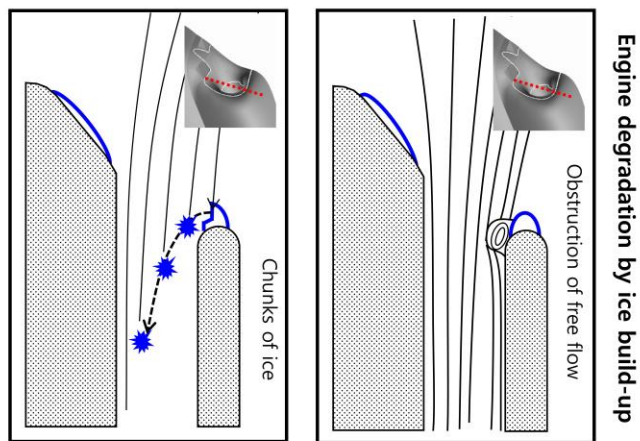 Engine degradation by ice build-up
Obstruction of free flow
Chunks of ice